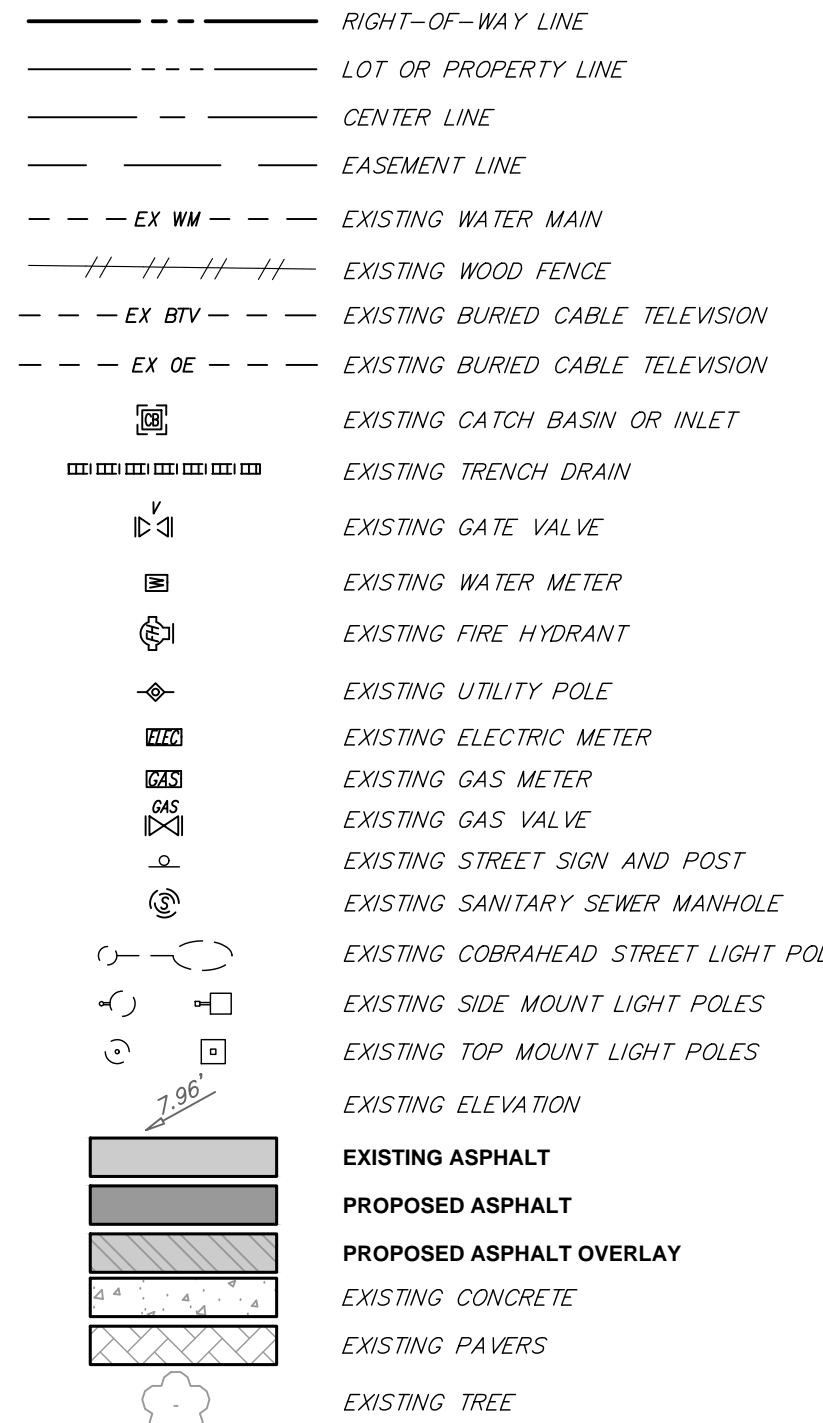 RIGHT-OF-WAY LINE
LOT OR PROPERTY LINE
CENTER LINE
EASEMENT LINE
EX WM EXISTING WATER MAIN
EXISTING WOOD FENCE
EX BTV EXISTING BURIED CABLE TELEVISION
EX OE EXISTING BURIED CABLE TELEVISION
CB EXISTING CATCH BASIN OR INLET
EXISTING TRENCH DRAIN
V
EXISTING GATE VALVE
W EXISTING WATER METER
FH EXISTING FIRE HYDRANT
EXISTING UTILITY POLE
ELEC EXISTING ELECTRIC METER
GAS EXISTING GAS METER
GAS
EXISTING GAS VALVE
EXISTING STREET SIGN AND POST
S EXISTING SANITARY SEWER MANHOLE
EXISTING COBRAHEAD STREET LIGHT POL
EXISTING SIDE MOUNT LIGHT POLES
EXISTING TOP MOUNT LIGHT POLES
7.96' EXISTING ELEVATION
EXISTING ASPHALT
PROPOSED ASPHALT
PROPOSED ASPHALT OVERLAY
EXISTING CONCRETE
EXISTING PAVERS
EXISTING TREE